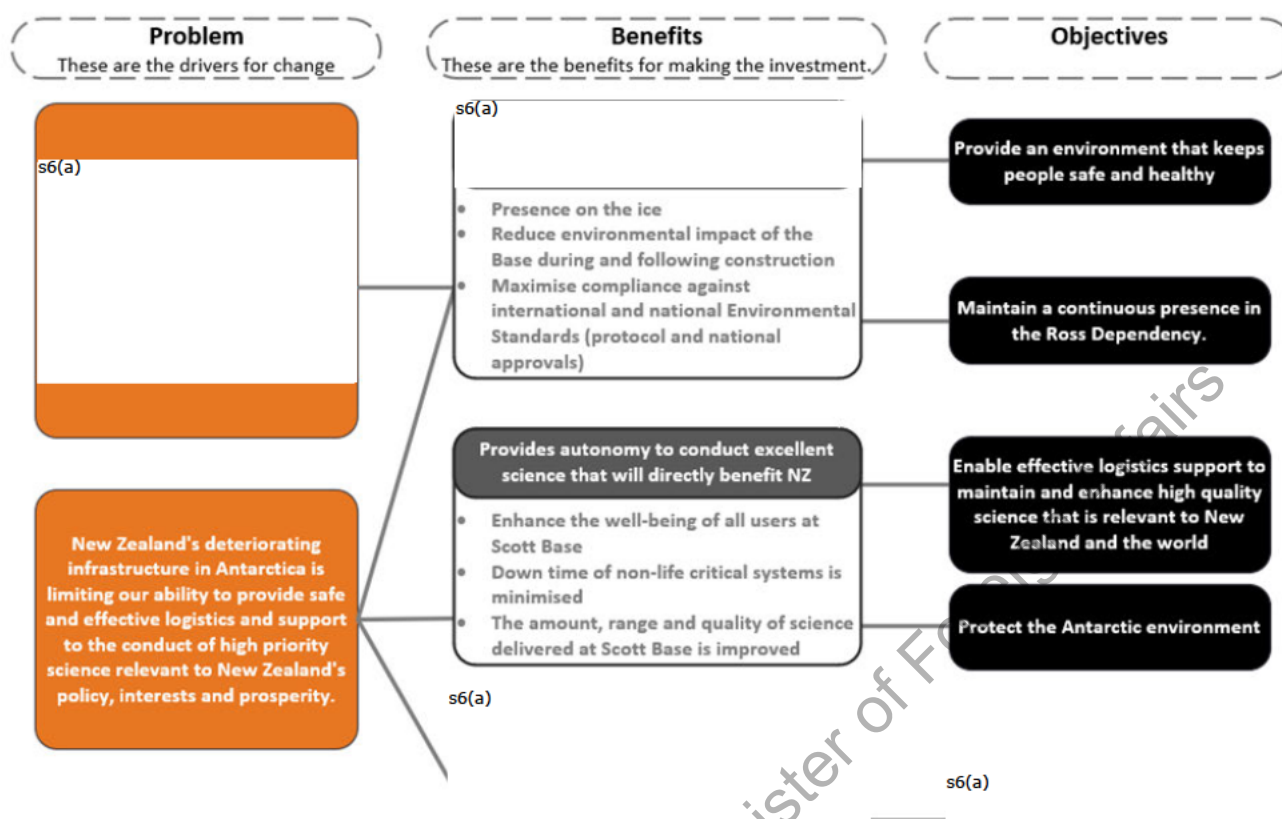 Problem
These are the drivers for change
s6(a)
New Zealand's deteriorating
infrastructure in Antarctica is
limiting our ability to provide safe
and effective logistics and support
to the conduct of high priority
science relevant to New Zealand's
policy, interests and prosperity.
Benefits
These are the benefits for making the investment.
s6(a)
• Presence on the ice
• Reduce environmental impact of the
Base during and following construction
• Maximise compliance against
international and national Environmental
Standards (protocol and national
approvals)
Provides autonomy to conduct excellent
science that will directly benefit NZ
• Enhance the well-being of all users at
Scott Base
• Down time of non-life critical systems is
minimised
• The amount, range and quality of science
delivered at Scott Base is improved
s6(a)
Objectives
Provide an environment that keeps
people safe and healthy
Maintain a continuous presence in
the Ross Dependency.
Enable effective logistics support to
maintain and enhance high quality
science that is relevant to New
Zealand and the world
Protect the Antarctic environment
s6(a)